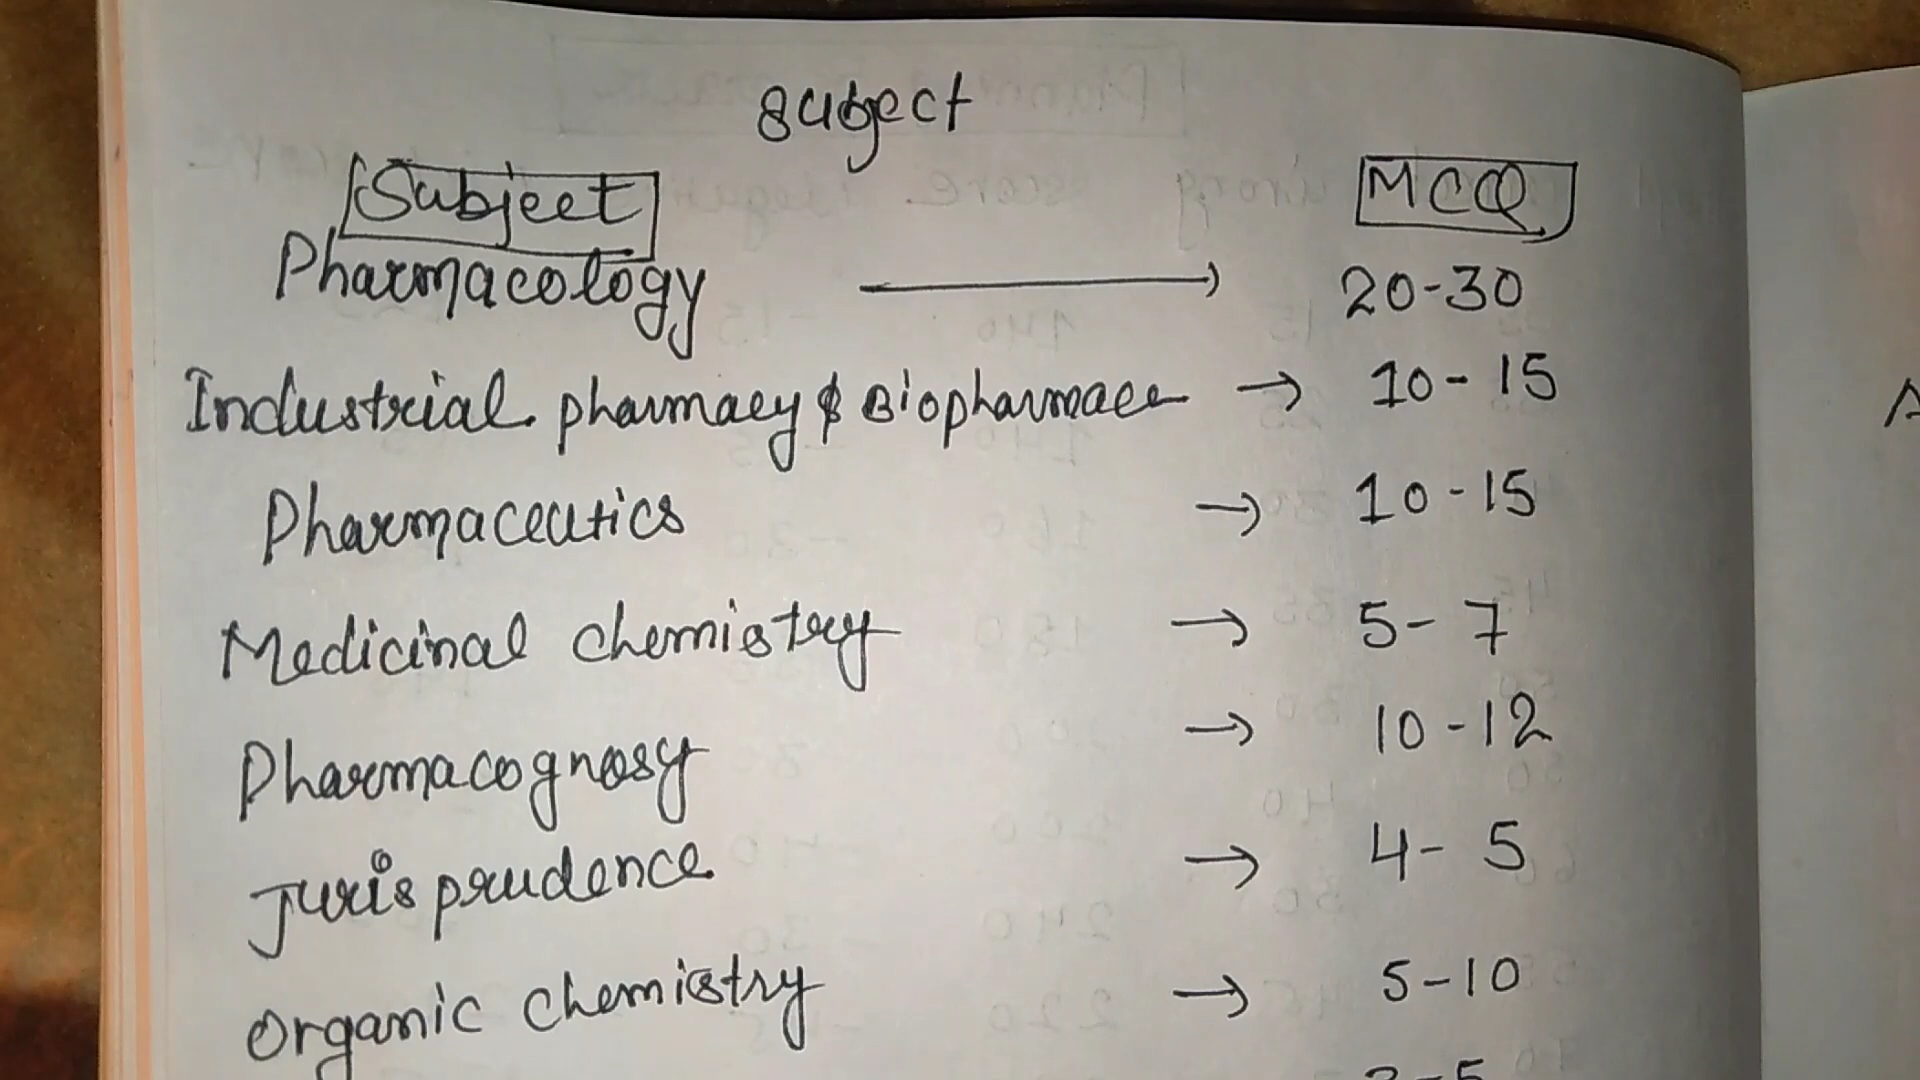 subject
Subject MCQ
Pharmacology → 20-30
Industrial pharmacy & Biopharmace → 10-15
Pharmaceutics → 10-15
Medicinal chemistry → 5-7
Pharmacognosy → 10-12
Jurisprudence → 4-5
Organic chemistry → 5-10